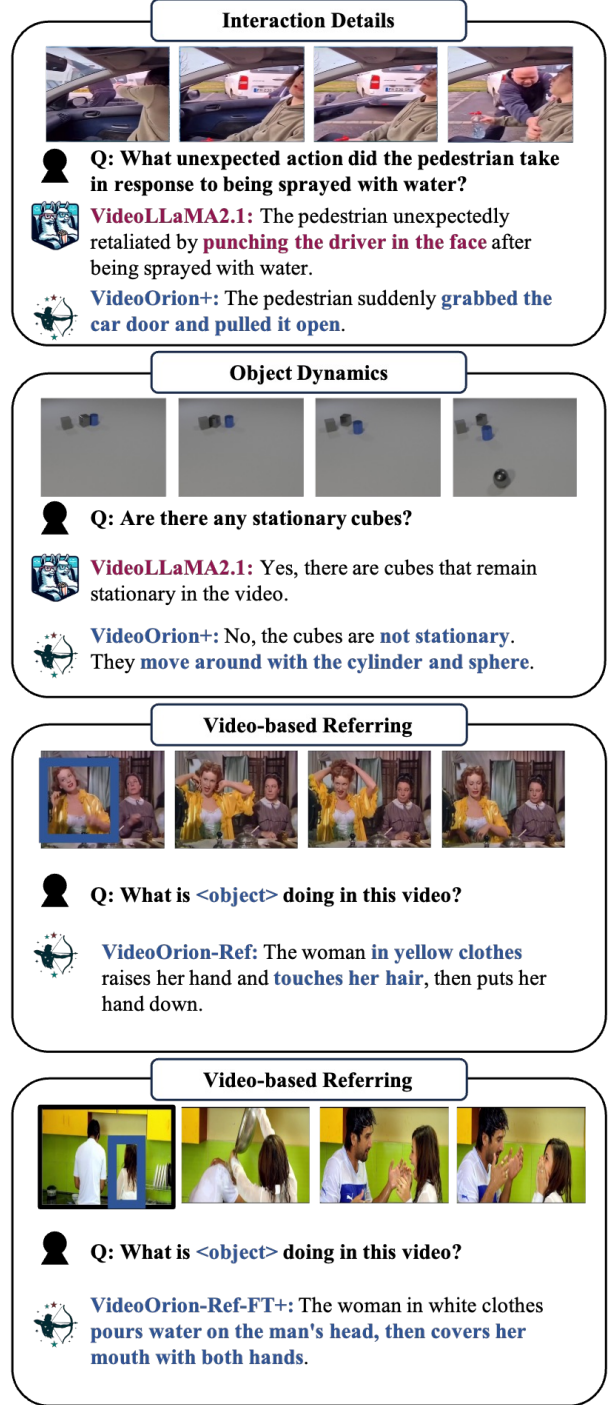 Interaction Details
Q: What unexpected action did the pedestrian take
in response to being sprayed with water?
VideoLLaMA2.1: The pedestrian unexpectedly
retaliated by punching the driver in the face after
being sprayed with water.
VideoOrion+: The pedestrian suddenly grabbed the
car door and pulled it open.
Object Dynamics
Q: Are there any stationary cubes?
VideoLLaMA2.1: Yes, there are cubes that remain
stationary in the video.
VideoOrion+: No, the cubes are not stationary.
They move around with the cylinder and sphere.
Video-based Referring
Q: What is <object> doing in this video?
VideoOrion-Ref: The woman in yellow clothes
raises her hand and touches her hair, then puts her
hand down.
Video-based Referring
Q: What is <object> doing in this video?
VideoOrion-Ref-FT+: The woman in white clothes
pours water on the man's head, then covers her
mouth with both hands.